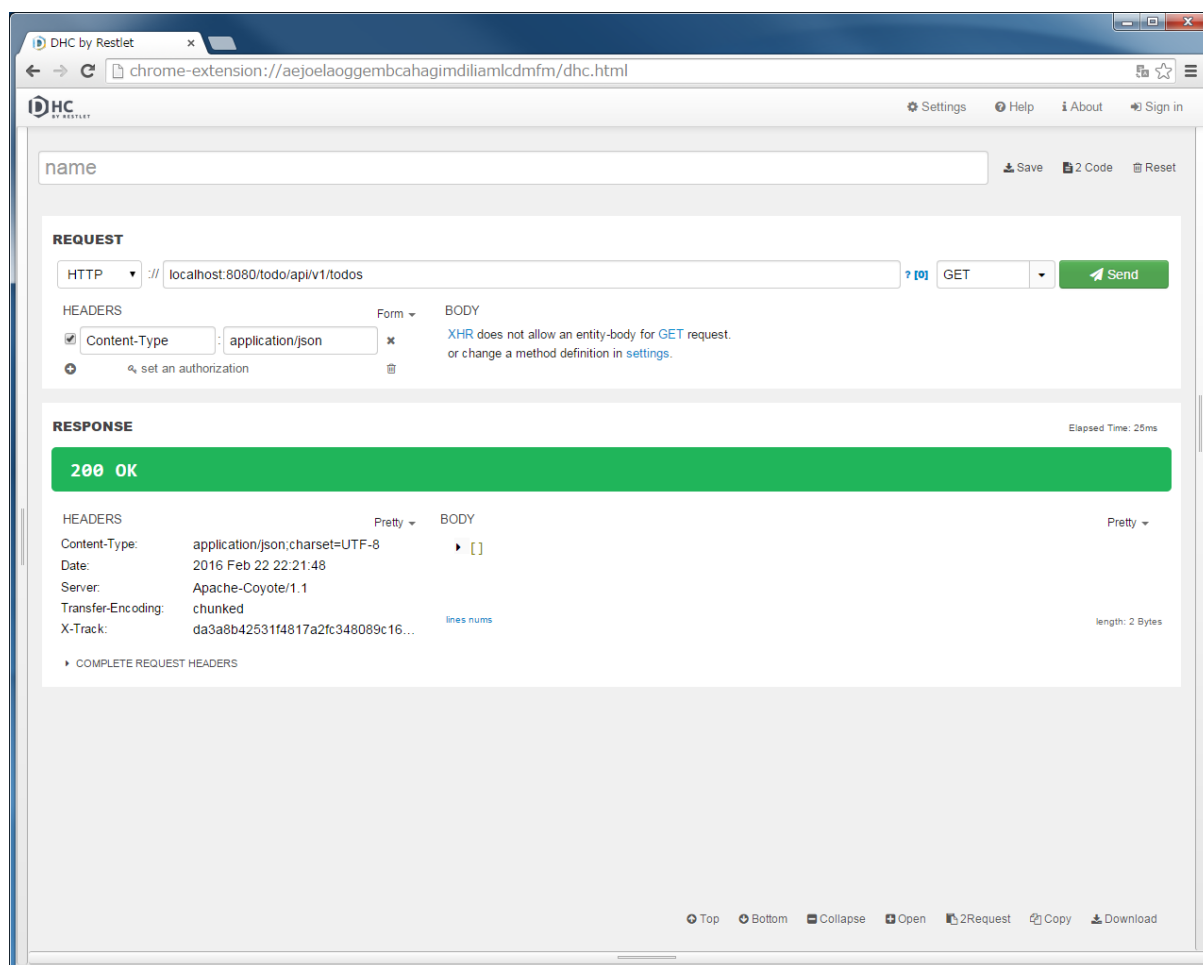 DHC by Restlet
chrome-extension://aejoelaoggembcahagimdiliamlcdmfm/dhc.html
DHC BY RESTLET Settings Help About Sign in
name Save 2 Code Reset
REQUEST
HTTP :// localhost:8080/todo/api/v1/todos ? [0] GET Send
HEADERS Form BODY
Content-Type : application/json XHR does not allow an entity-body for GET request.
or change a method definition in settings.
set an authorization
RESPONSE Elapsed Time: 25ms
200 OK
HEADERS Pretty BODY Pretty
Content-Type: application/json;charset=UTF-8 []
Date: 2016 Feb 22 22:21:48
Server: Apache-Coyote/1.1
Transfer-Encoding: chunked
X-Track: da3a8b42531f4817a2fc348089c16...
lines nums length: 2 Bytes
COMPLETE REQUEST HEADERS
Top Bottom Collapse Open 2Request Copy Download